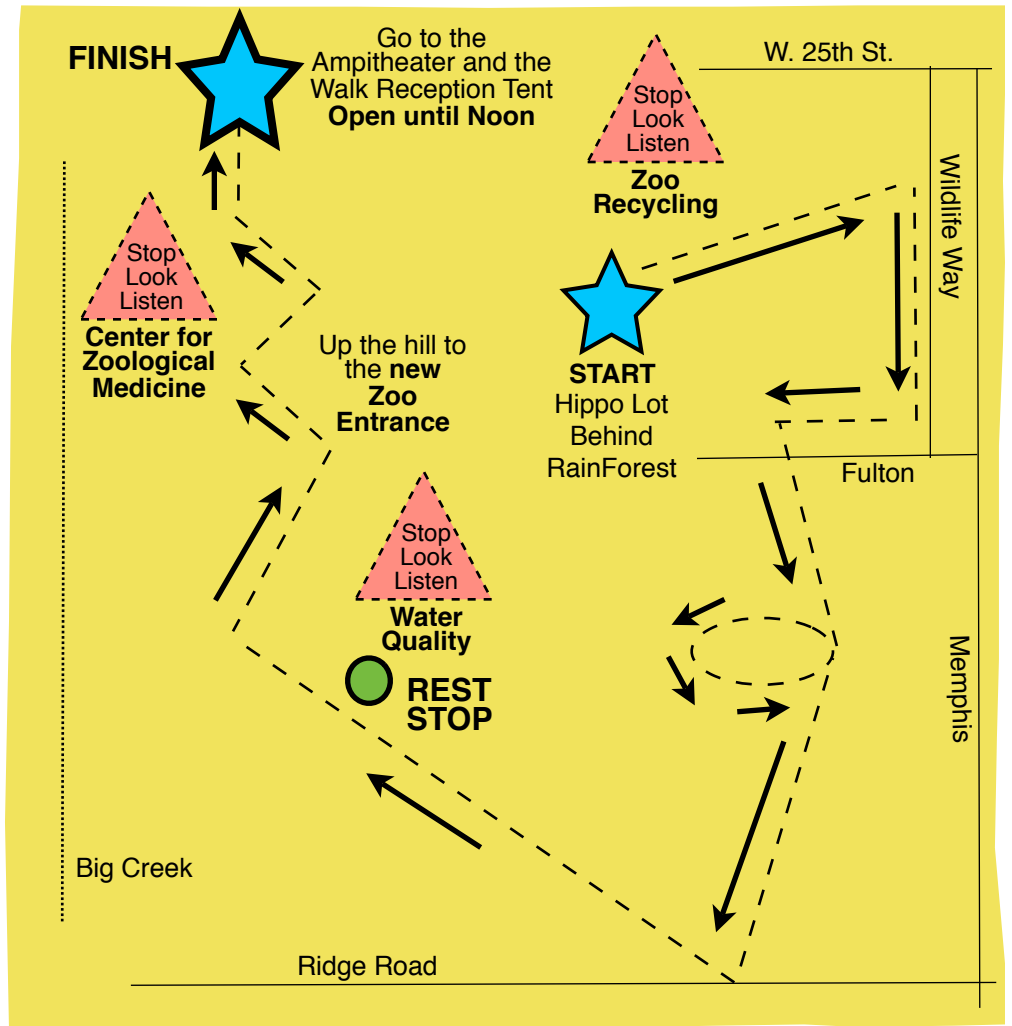 FINISH
Go to the
Ampitheater and the
Walk Reception Tent
Open until Noon
W. 25th St.
Stop
Look
Listen
Zoo
Recycling
Wildlife Way
Stop
Look
Listen
Center for
Zoological
Medicine
Up the hill to
the new
Zoo
Entrance
START
Hippo Lot
Behind
RainForest
Fulton
Stop
Look
Listen
Water
Quality
REST
STOP
Memphis
Big Creek
Ridge Road